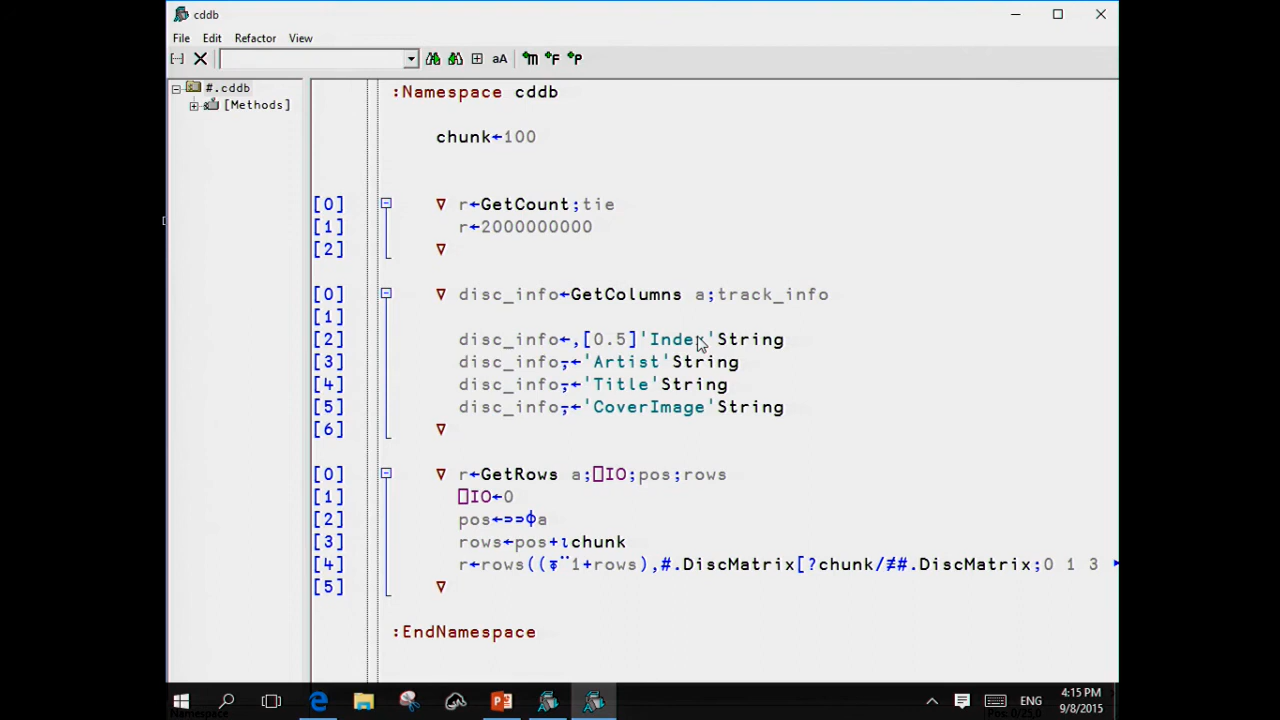 cddb
File Edit Refactor View
aA M F P
#.cddb
[Methods]
:Namespace cddb
chunk←100
[0] ∇ r←GetCount;tie
[1] r←2000000000
[2] ∇
[0] ∇ disc_info←GetColumns a;track_info
[1]
[2] disc_info←,[0.5]'Index'String
[3] disc_info⍪←'Artist'String
[4] disc_info⍪←'Title'String
[5] disc_info⍪←'CoverImage'String
[6] ∇
[0] ∇ r←GetRows a;⎕IO;pos;rows
[1] ⎕IO←0
[2] pos←⊃⊃⌽a
[3] rows←pos+⍳chunk
[4] r←rows((⍕¨1+rows),#.DiscMatrix[?chunk/≢#.DiscMatrix;0 1 3
[5] ∇
:EndNamespace
ENG
4:15 PM
9/8/2015